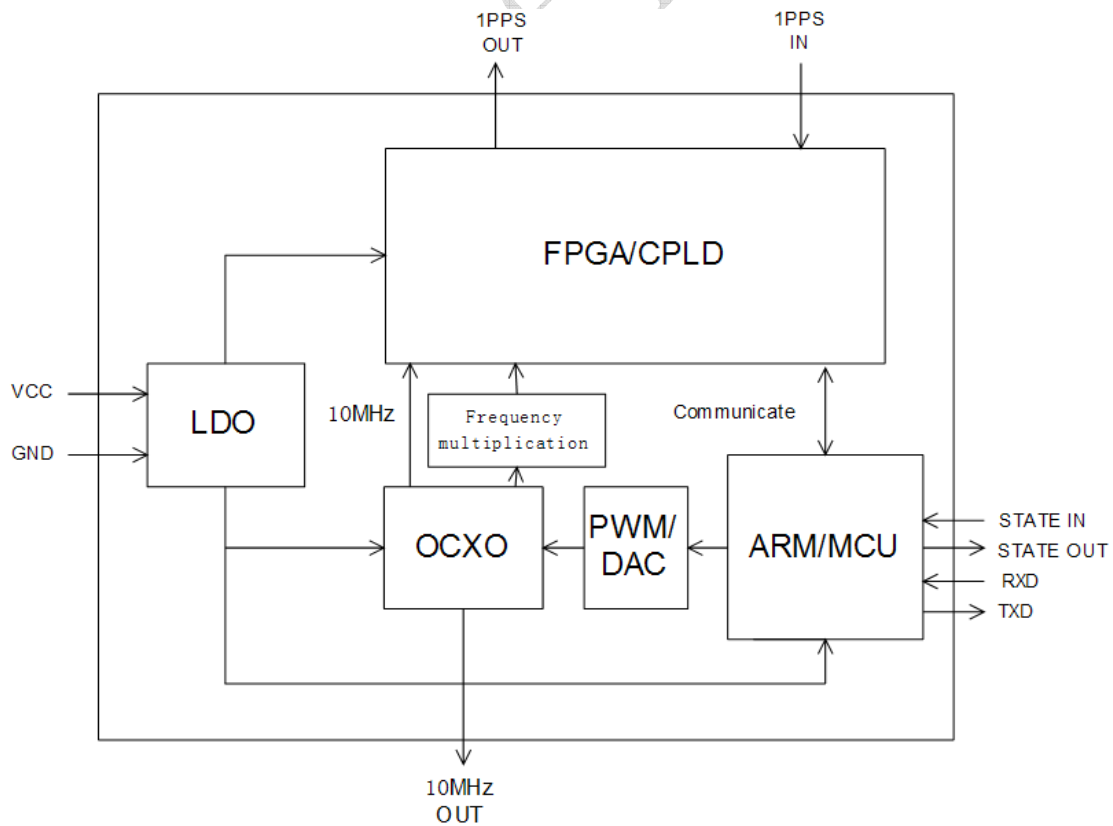 1PPS
OUT
1PPS
IN
FPGA/CPLD
VCC
GND
LDO
10MHz
Frequency
multiplication
Communicate
OCXO
PWM/
DAC
ARM/MCU
STATE IN
STATE OUT
RXD
TXD
10MHz
OUT